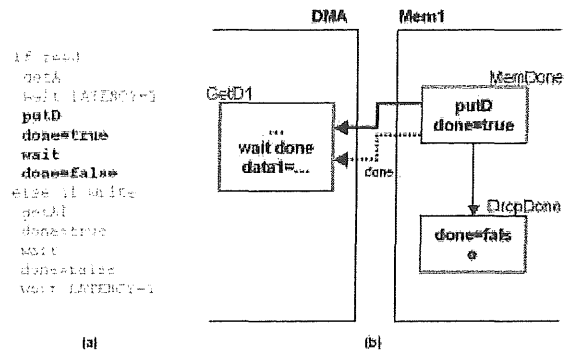 if read
getA
wait LATENCY-1
putD
done=true
wait
done=false
else if write
getAD
done=true
wait
done=false
wait LATENCY-1
(a)
DMA
Mem1
GetD1
...
wait done
data1=...
done
MemDone
putD
done=true
DropDone
done=fals
e
(b)